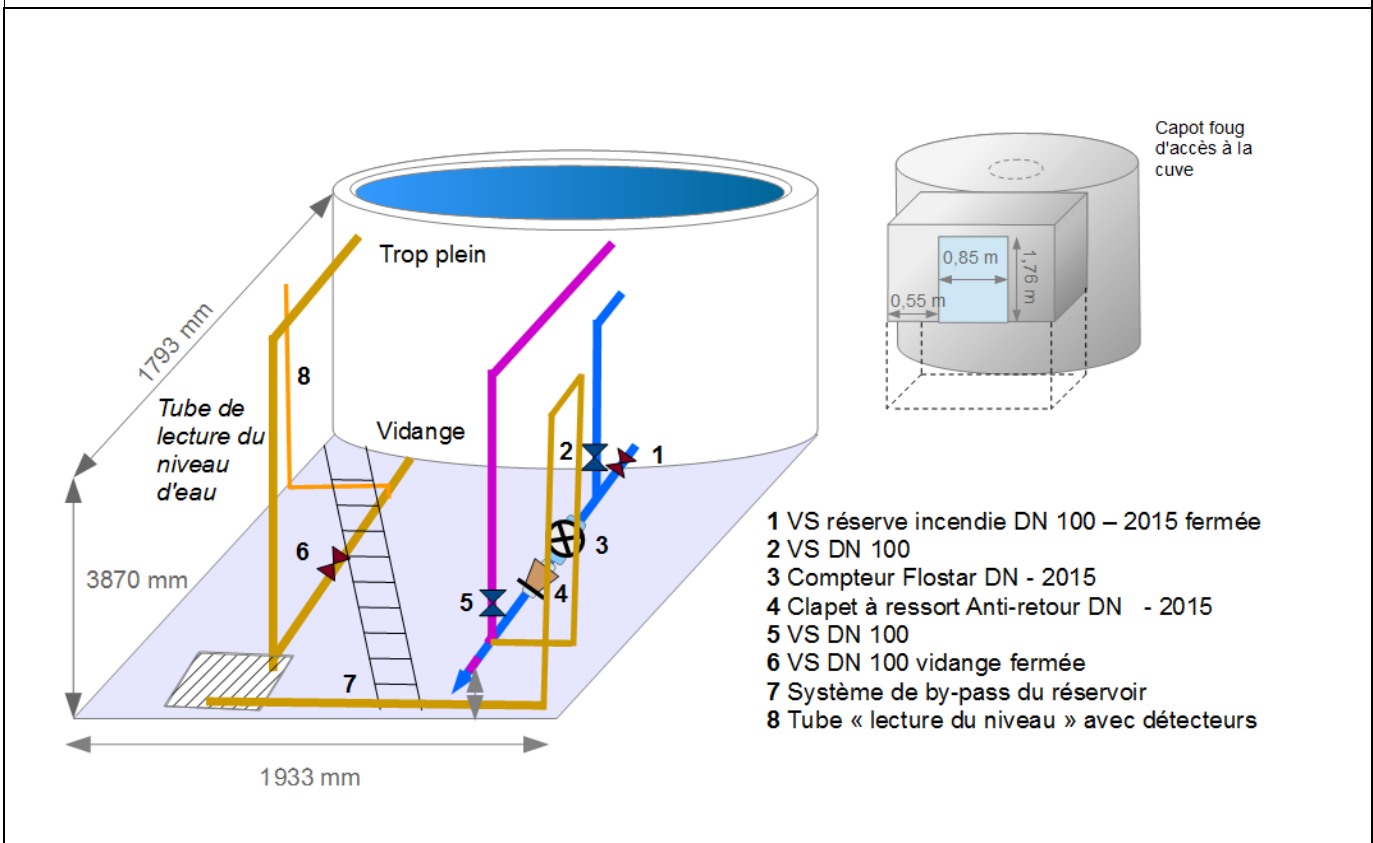 Capot foug
d'accès à la
cuve
Trop plein
0,85 m
1,76 m
0,55 m
1793 mm
8
Tube de
lecture du
niveau
d'eau
Vidange
2
1
3
6
4
5
3870 mm
7
1933 mm
1 VS réserve incendie DN 100 – 2015 fermée
2 VS DN 100
3 Compteur Flostar DN - 2015
4 Clapet à ressort Anti-retour DN - 2015
5 VS DN 100
6 VS DN 100 vidange fermée
7 Système de by-pass du réservoir
8 Tube « lecture du niveau » avec détecteurs